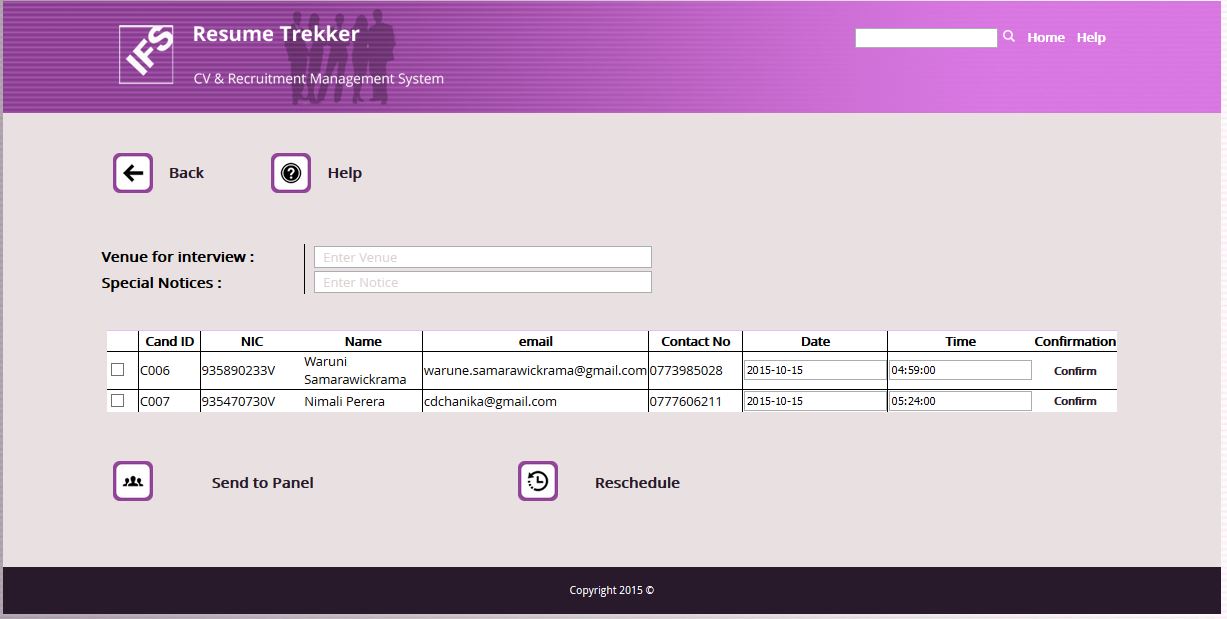 IFS
Resume Trekker
CV & Recruitment Management System
Home Help
Back
Help
Venue for interview :
Enter Venue
Special Notices :
Enter Notice
Cand ID NIC Name email Contact No Date Time Confirmation
C006 935890233V Waruni Samarawickrama warune.samarawickrama@gmail.com 0773985028 2015-10-15 04:59:00 Confirm
C007 935470730V Nimali Perera cdchanika@gmail.com 0777606211 2015-10-15 05:24:00 Confirm
Send to Panel
Reschedule
Copyright 2015 ©